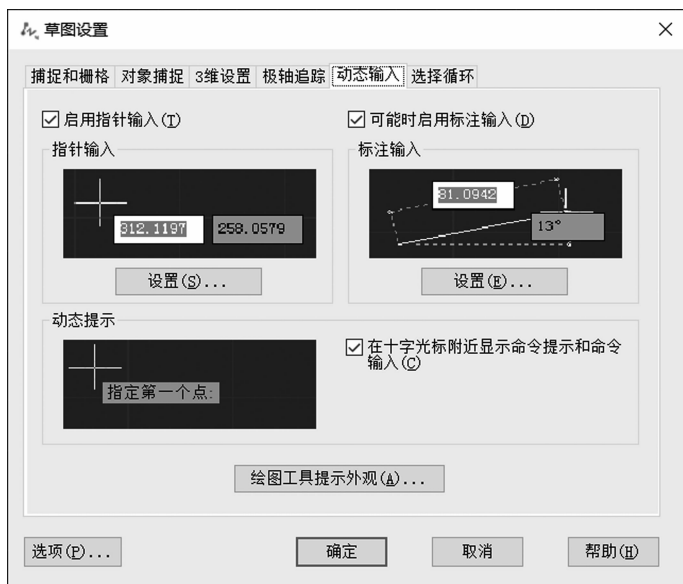 草图设置
捕捉和栅格 对象捕捉 3维设置 极轴追踪 动态输入 选择循环
启用指针输入(T) 可能时启用标注输入(D)
指针输入 标注输入
312.1197 258.0579 81.0942
13°
设置(S)... 设置(E)...
动态提示
在十字光标附近显示命令提示和命令
输入(C)
指定第一个点:
绘图工具提示外观(A)...
选项(P)... 确定 取消 帮助(H)